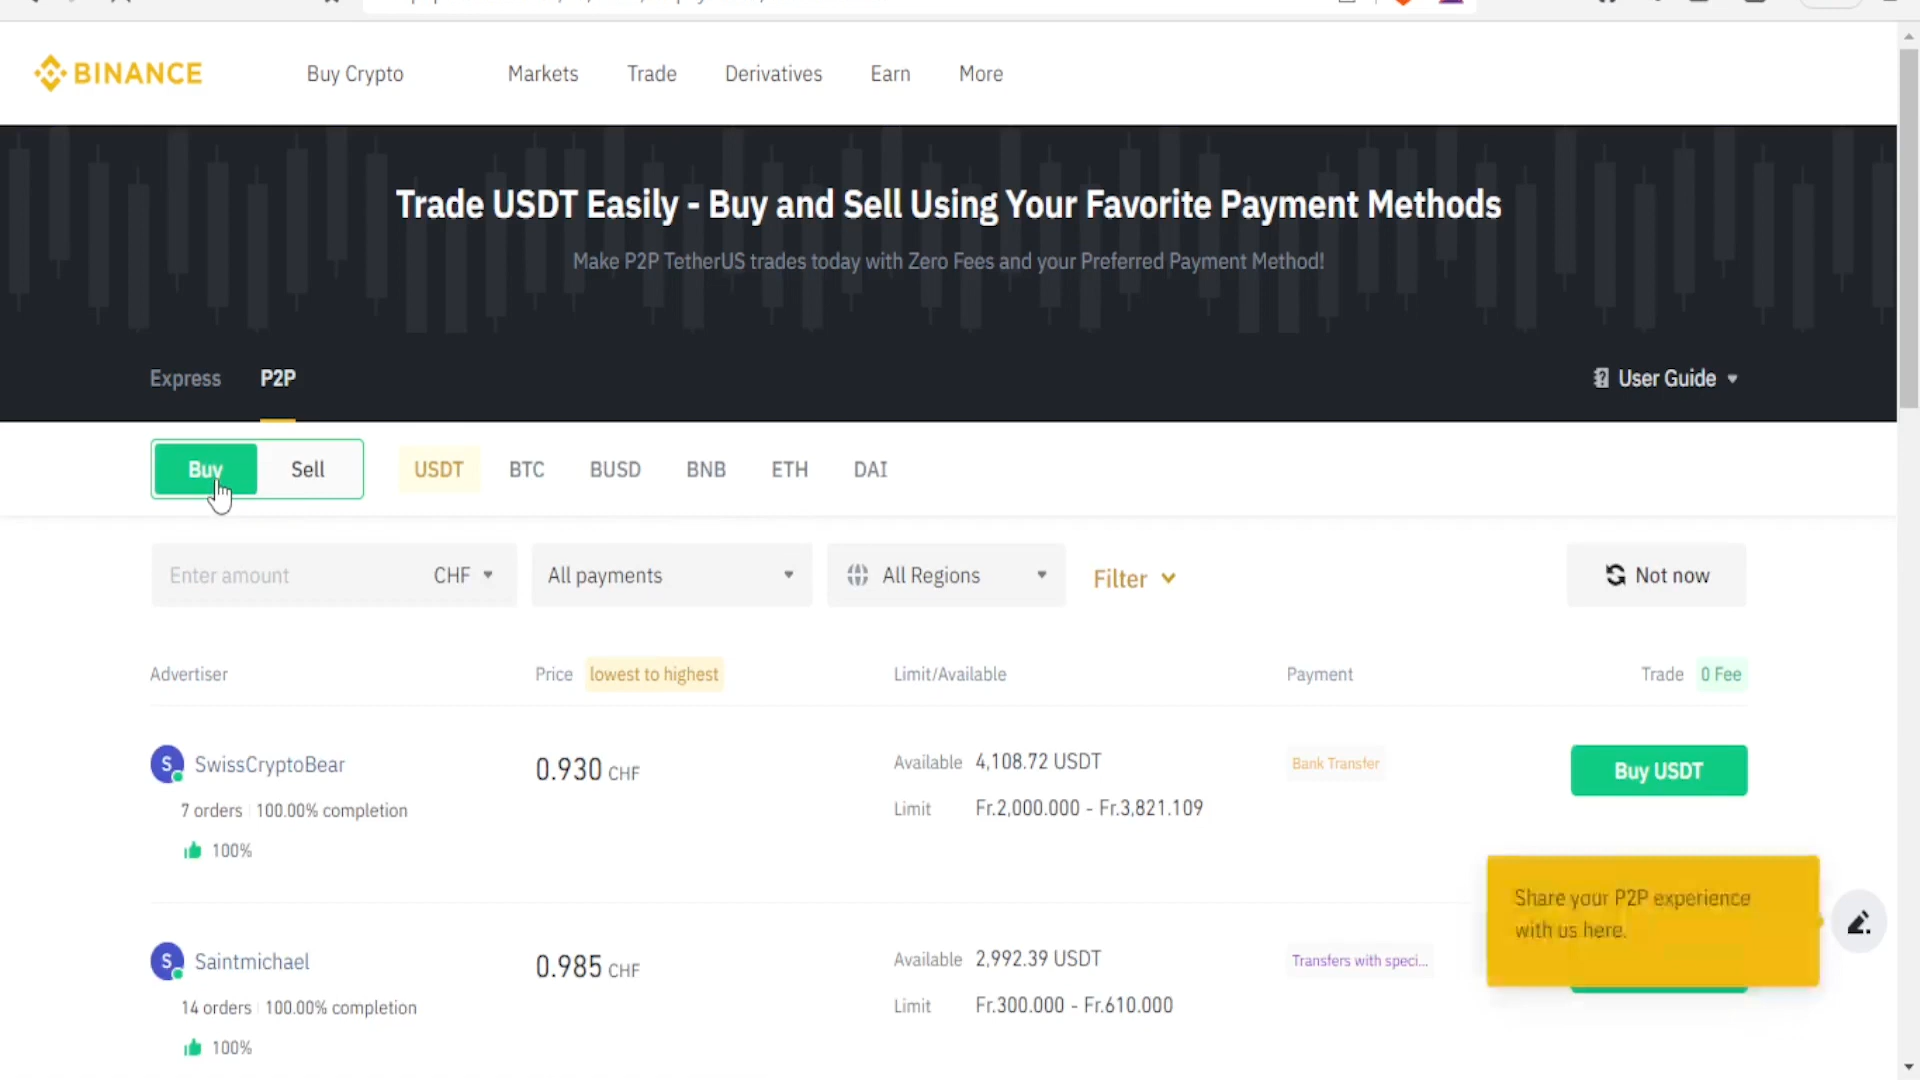 BINANCE
Buy Crypto
Markets
Trade
Derivatives
Earn
More
Trade USDT Easily - Buy and Sell Using Your Favorite Payment Methods
Make P2P TetherUS trades today with Zero Fees and your Preferred Payment Method!
Express
P2P
User Guide
Buy
Sell
USDT
BTC
BUSD
BNB
ETH
DAI
Enter amount
CHF
All payments
All Regions
Filter
Not now
Advertiser
Price
lowest to highest
Limit/Available
Payment
Trade
0 Fee
S
SwissCryptoBear
0.930 CHF
Available 4,108.72 USDT
Bank Transfer
Buy USDT
7 orders
100.00% completion
Limit Fr.2,000.000 - Fr.3,821.109
100%
Share your P2P experience
with us here.
S
Saintmichael
0.985 CHF
Available 2,992.39 USDT
Transfers with speci...
14 orders
100.00% completion
Limit Fr.300.000 - Fr.610.000
100%